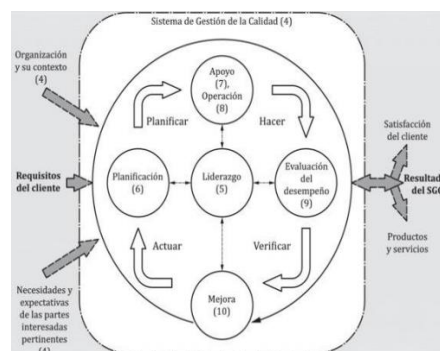 Sistema de Gestión de la Calidad (4)
Organización
y su contexto
(4)
Requisitos
del cliente
Necesidades y
expectativas
de las partes
interesadas
pertinentes
(4)
Apoyo
(7),
Operación
(8)
Planificar
Hacer
Planificación
(6)
Liderazgo
(5)
Evaluación
del
desempeño
(9)
Actuar
Verificar
Mejora
(10)
Satisfacción
del cliente
Resultad
del SGC
Productos
y servicios